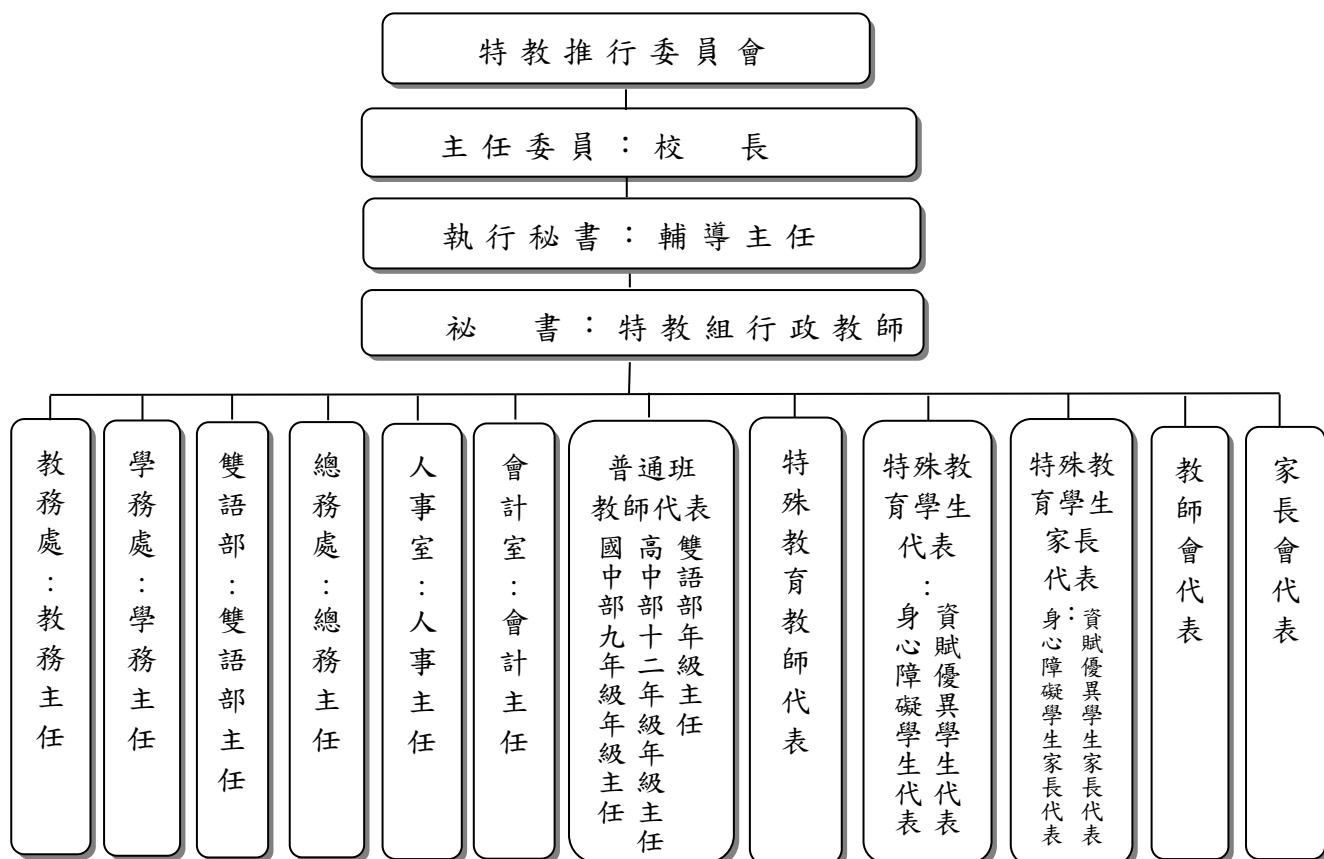 特教推行委員會
主任委員：校　長
執行秘書：輔導主任
祕　書：特教組行政教師
教務處：教務主任
學務處：學務主任
雙語部：雙語部主任
總務處：總務主任
人事室：人事主任
會計室：會計主任
普通班
教師代表
雙語部年級主任
高中部十二年級年級主任
國中部九年級年級主任
特殊教育教師代表
特殊教
育學生
代表：
資賦優異學生代表
身心障礙學生代表
特殊教
育學生
家長
代表：
資賦優異學生家長代表
身心障礙學生家長代表
教師會代表
家長會代表